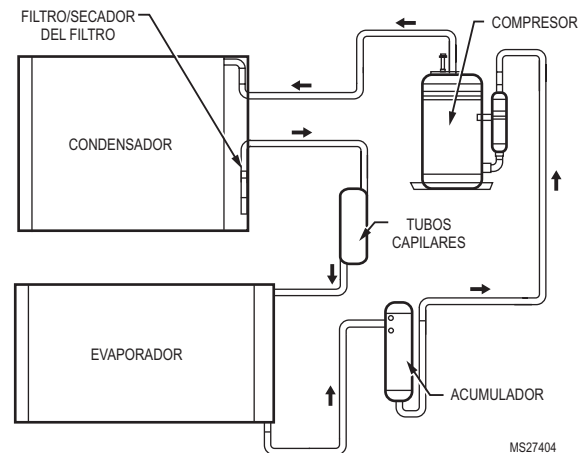 FILTRO/SECADOR
DEL FILTRO
COMPRESOR
CONDENSADOR
TUBOS
CAPILARES
EVAPORADOR
ACUMULADOR
MS27404